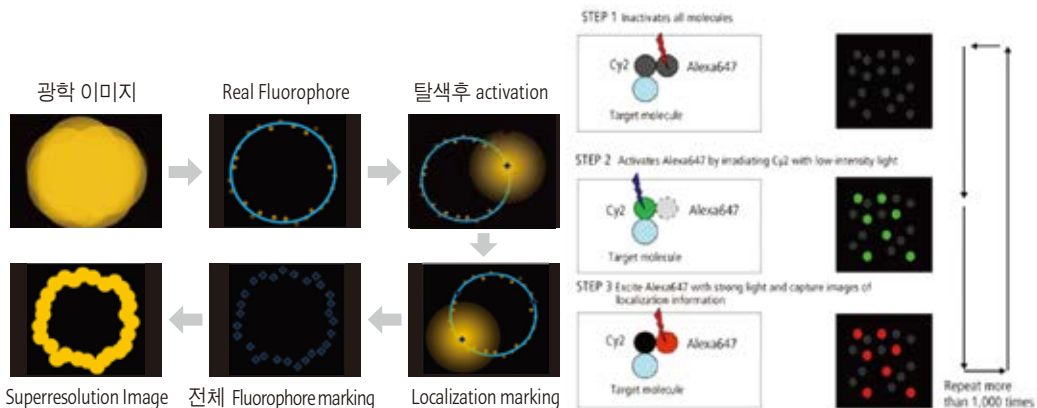 광학 이미지
Real Fluorophore
탈색후 activation
Superresolution Image
전체 Fluorophore marking
Localization marking
STEP 1 Inactivates all molecules
Cy2
Alexa647
Target molecule
STEP 2 Activates Alexa647 by irradiating Cy2 with low intensity light
Cy2
Alexa647
Target molecule
STEP 3 Excite Alexa647 with strong light and capture images of
localization information
Cy2
Alexa647
Target molecule
Repeat more
than 1,000 times